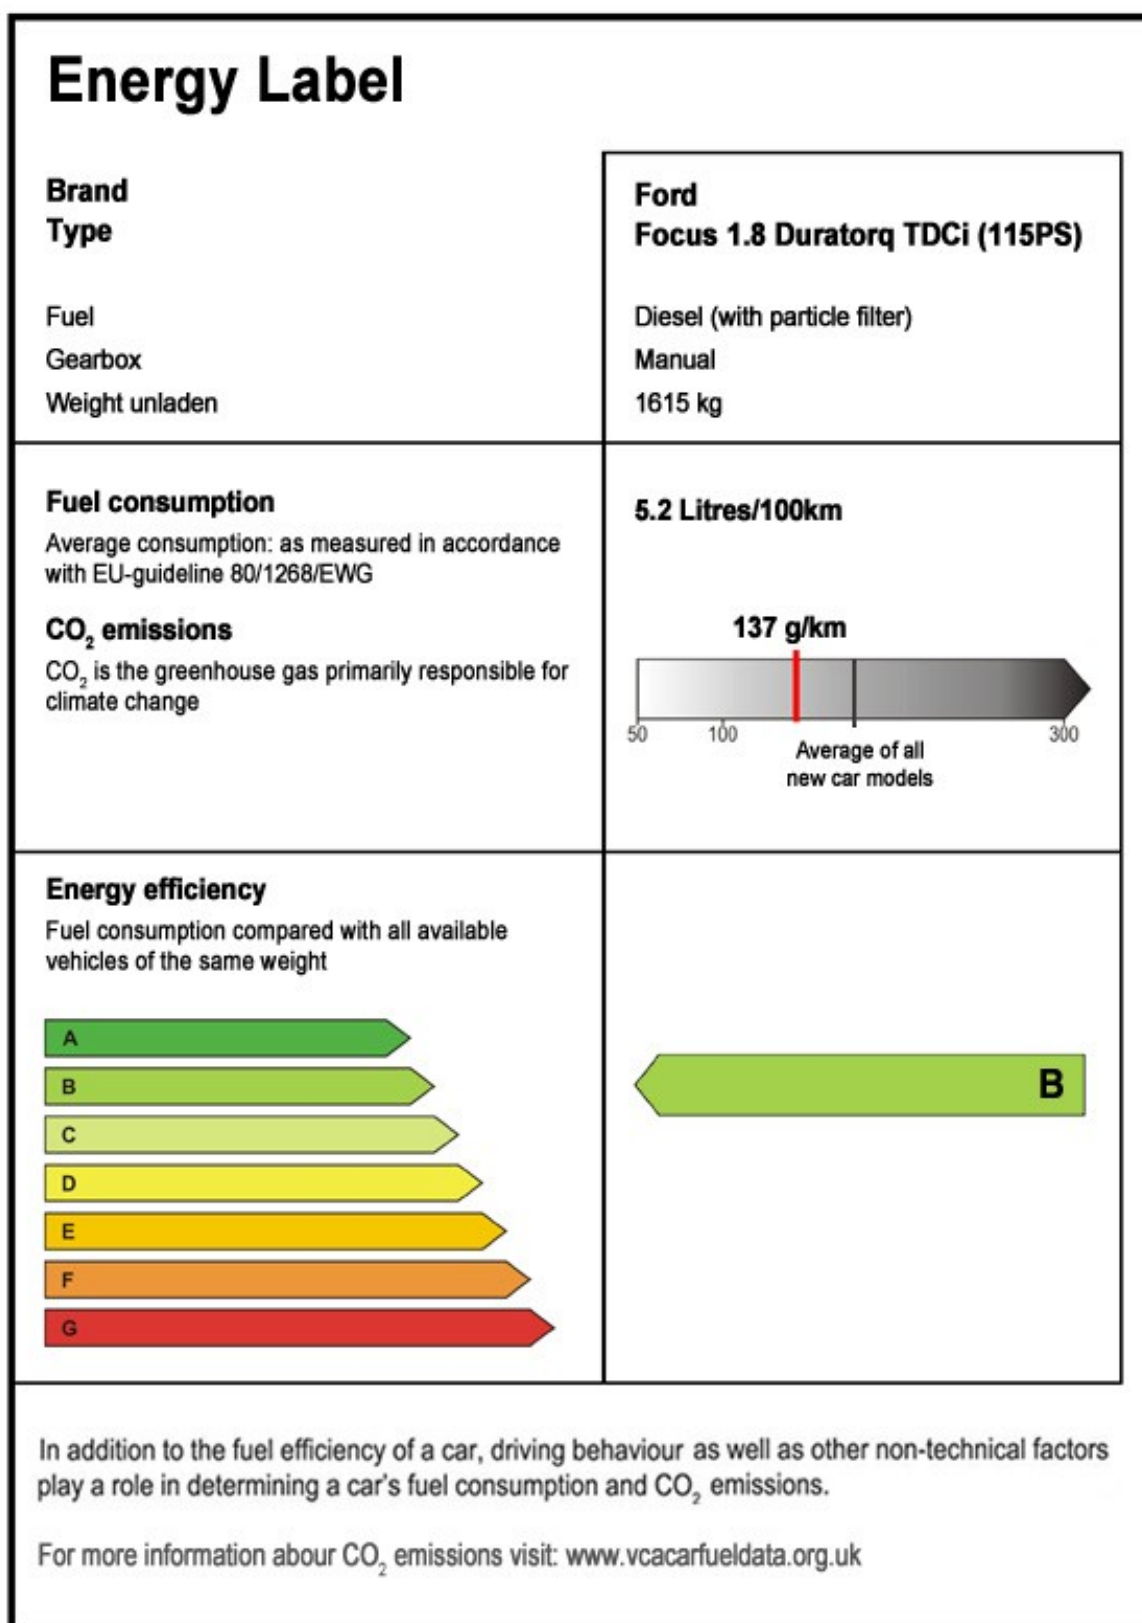 Energy Label
Brand
Type
Ford
Focus 1.8 Duratorq TDCi (115PS)
Fuel
Diesel (with particle filter)
Gearbox
Manual
Weight unladen
1615 kg
Fuel consumption
Average consumption: as measured in accordance
with EU-guideline 80/1268/EWG
5.2 Litres/100km
CO₂ emissions
CO₂ is the greenhouse gas primarily responsible for
climate change
137 g/km
50 100 300
Average of all
new car models
Energy efficiency
Fuel consumption compared with all available
vehicles of the same weight
A
B
C
D
E
F
G
B
In addition to the fuel efficiency of a car, driving behaviour as well as other non-technical factors
play a role in determining a car's fuel consumption and CO₂ emissions.
For more information abour CO₂ emissions visit: www.vcacarfueldata.org.uk